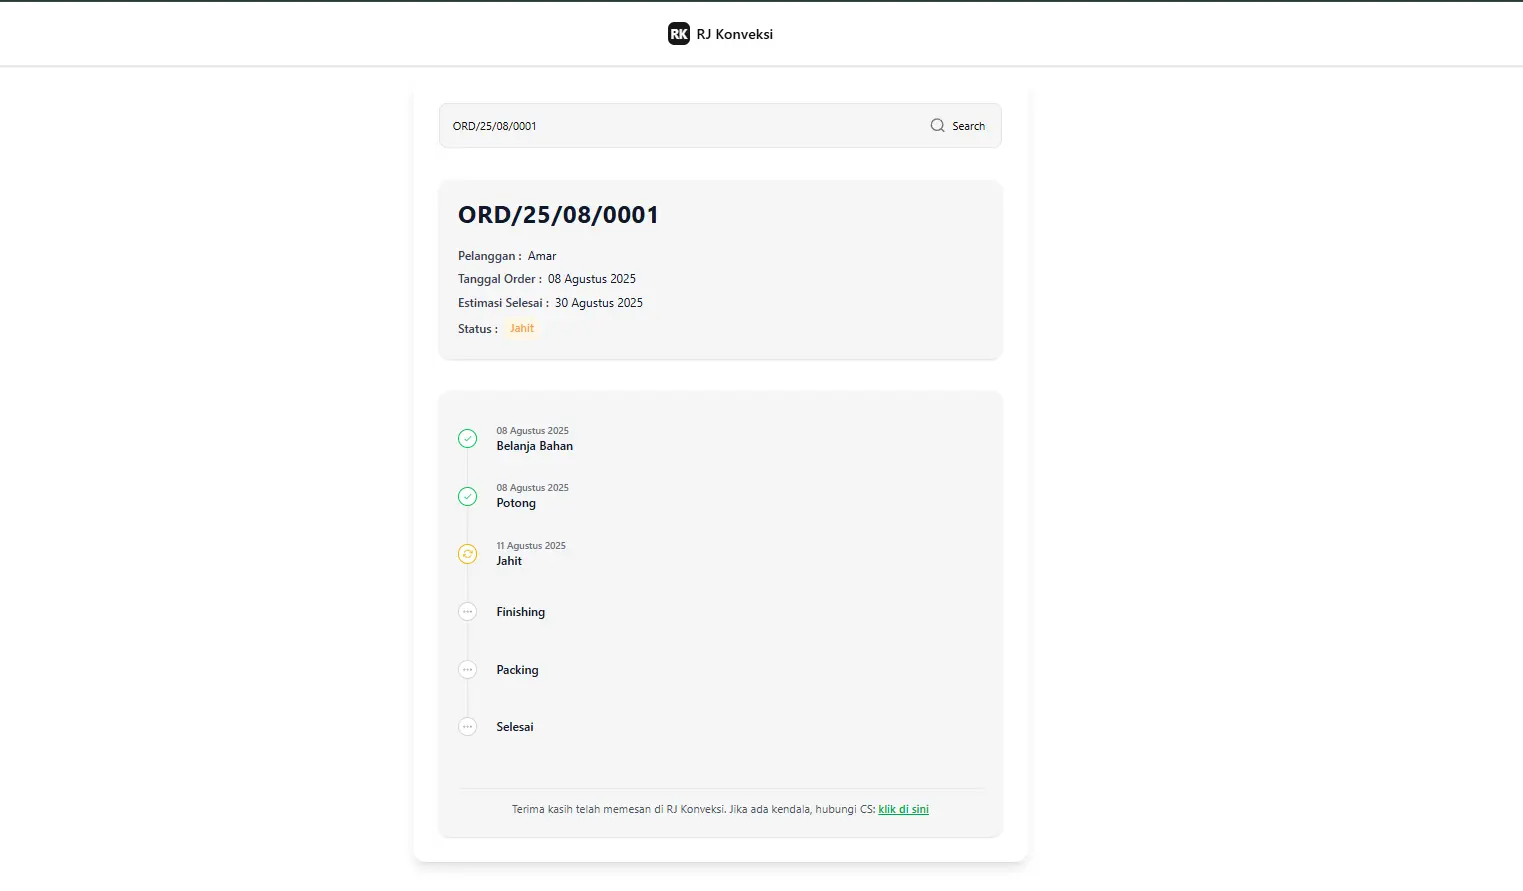 RK RJ Konveksi
ORD/25/08/0001 Search
ORD/25/08/0001
Pelanggan : Amar
Tanggal Order : 08 Agustus 2025
Estimasi Selesai : 30 Agustus 2025
Status : Jahit
08 Agustus 2025
Belanja Bahan
08 Agustus 2025
Potong
11 Agustus 2025
Jahit
Finishing
Packing
Selesai
Terima kasih telah memesan di RJ Konveksi. Jika ada kendala, hubungi CS: klik di sini